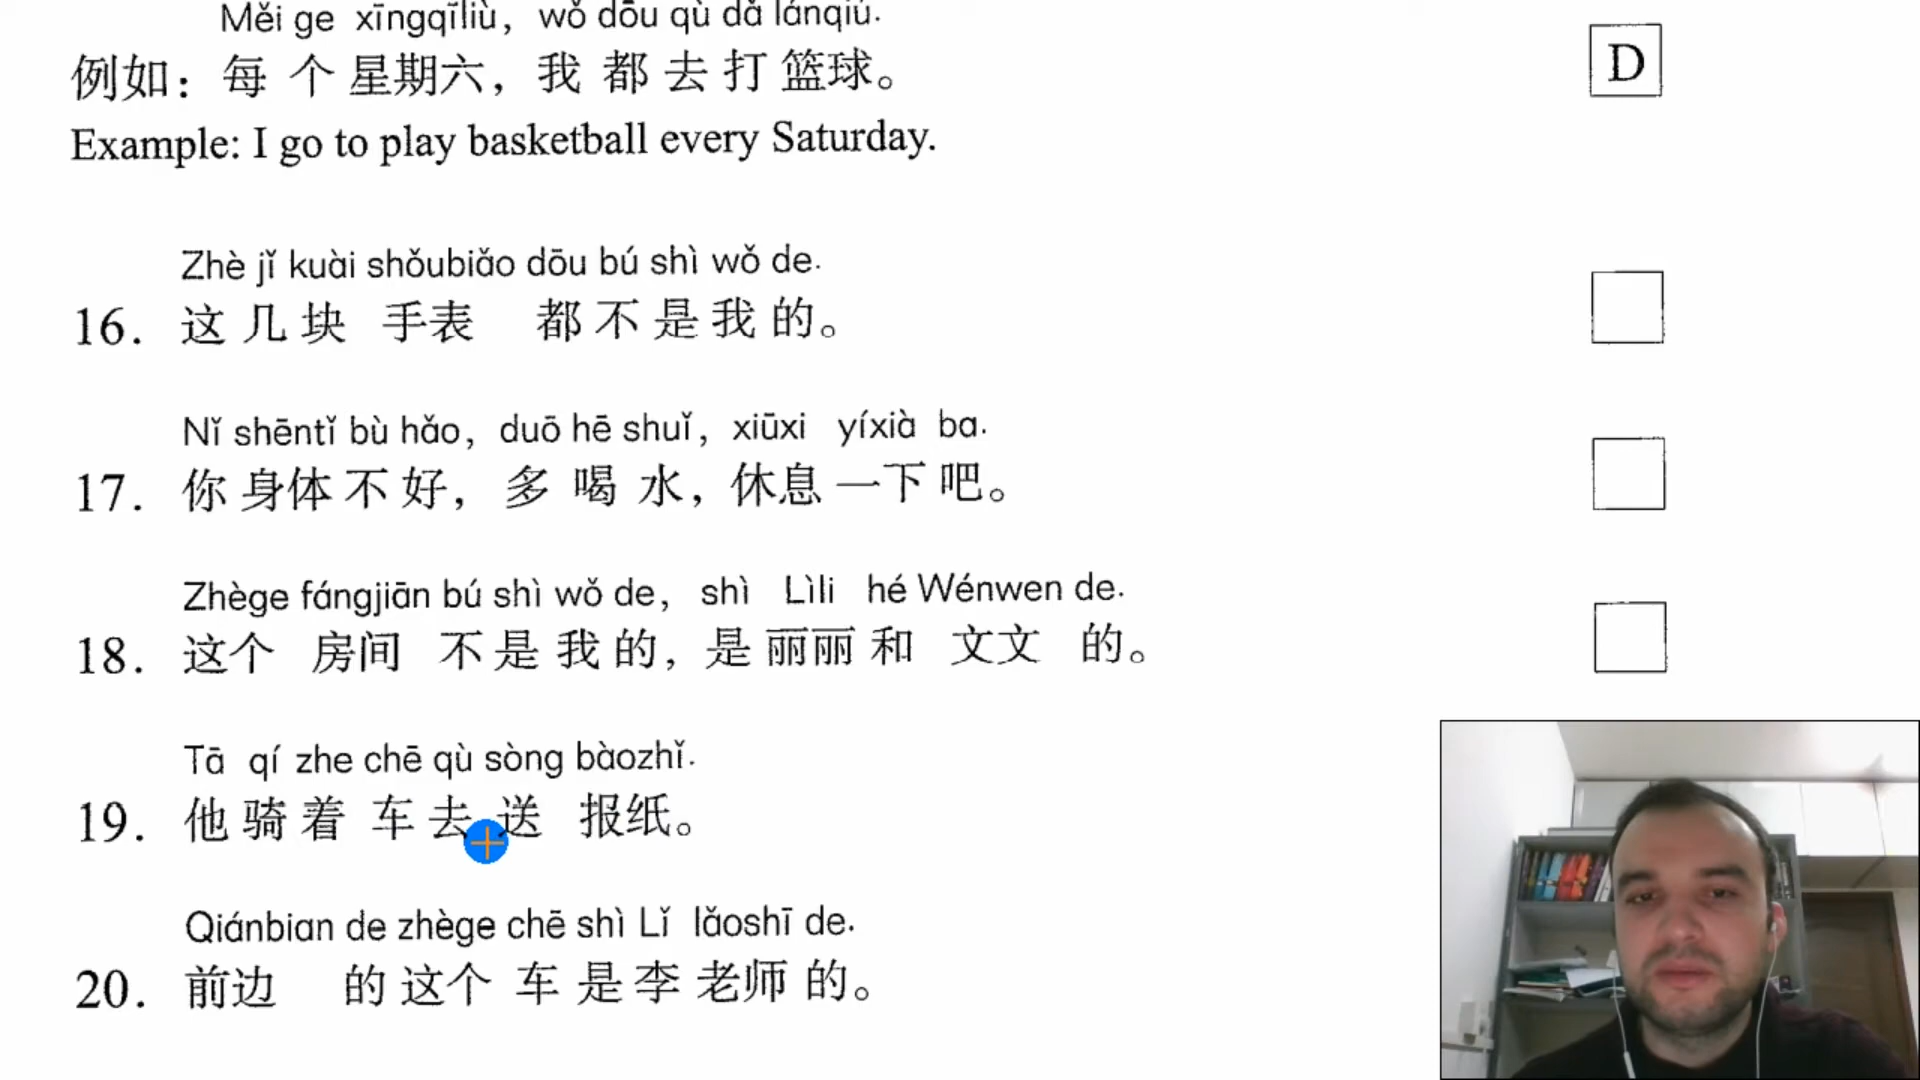 Měi ge xīngqīliù, wǒ dōu qù dǎ lánqiú.
例如：每个星期六，我都去打篮球。 D
Example: I go to play basketball every Saturday.
Zhè jǐ kuài shǒubiǎo dōu bú shì wǒ de.
16. 这几块手表都不是我的。
Nǐ shēntǐ bù hǎo, duō hē shuǐ, xiūxi yíxià ba.
17. 你身体不好，多喝水，休息一下吧。
Zhège fángjiān bú shì wǒ de, shì Lìli hé Wénwen de.
18. 这个房间不是我的，是丽丽和文文的。
Tā qí zhe chē qù sòng bàozhǐ.
19. 他骑着车去送报纸。
Qiánbian de zhège chē shì Lǐ lǎoshī de.
20. 前边的这个车是李老师的。